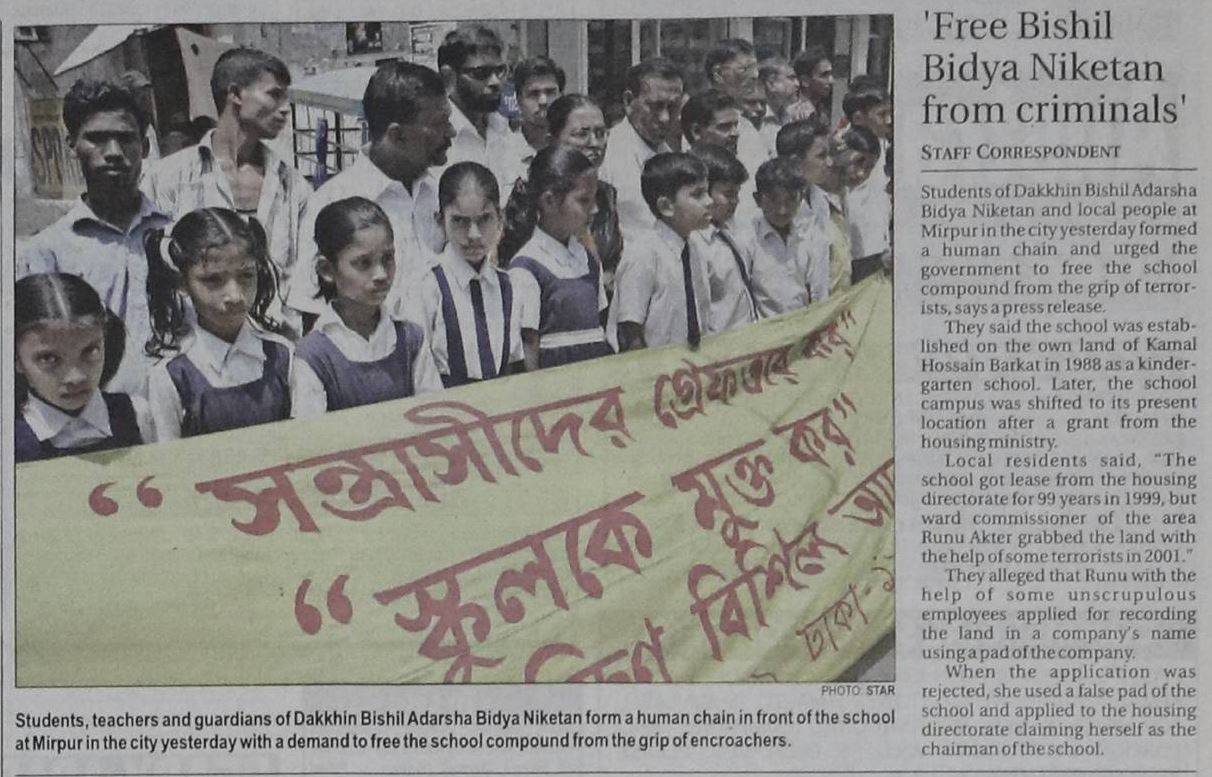 'Free Bishil
Bidya Niketan
from criminals'
STAFF CORRESPONDENT
Students of Dakkhin Bishil Adarsha
Bidya Niketan and local people at
Mirpur in the city yesterday formed
a human chain and urged the
government to free the school
compound from the grip of terror-
ists, says a press release.
They said the school was estab-
lished on the own land of Kamal
Hossain Barkat in 1988 as a kinder-
garten school. Later, the school
campus was shifted to its present
location after a grant from the
housing ministry.
Local residents said, "The
school got lease from the housing
directorate for 99 years in 1999, but
ward commissioner of the area
Runu Akter grabbed the land with
the help of some terrorists in 2001."
They alleged that Runu with the
help of some unscrupulous
employees applied for recording
the land in a company's name
using a pad of the company.
When the application was
rejected, she used a false pad of the
school and applied to the housing
directorate claiming herself as the
chairman of the school.
“সন্ত্রাসীদের গ্রেফতার কর”
“স্কুলকে মুক্ত কর”
বিশিল
ঢাকা-১
PHOTO: STAR
Students, teachers and guardians of Dakkhin Bishil Adarsha Bidya Niketan form a human chain in front of the school
at Mirpur in the city yesterday with a demand to free the school compound from the grip of encroachers.